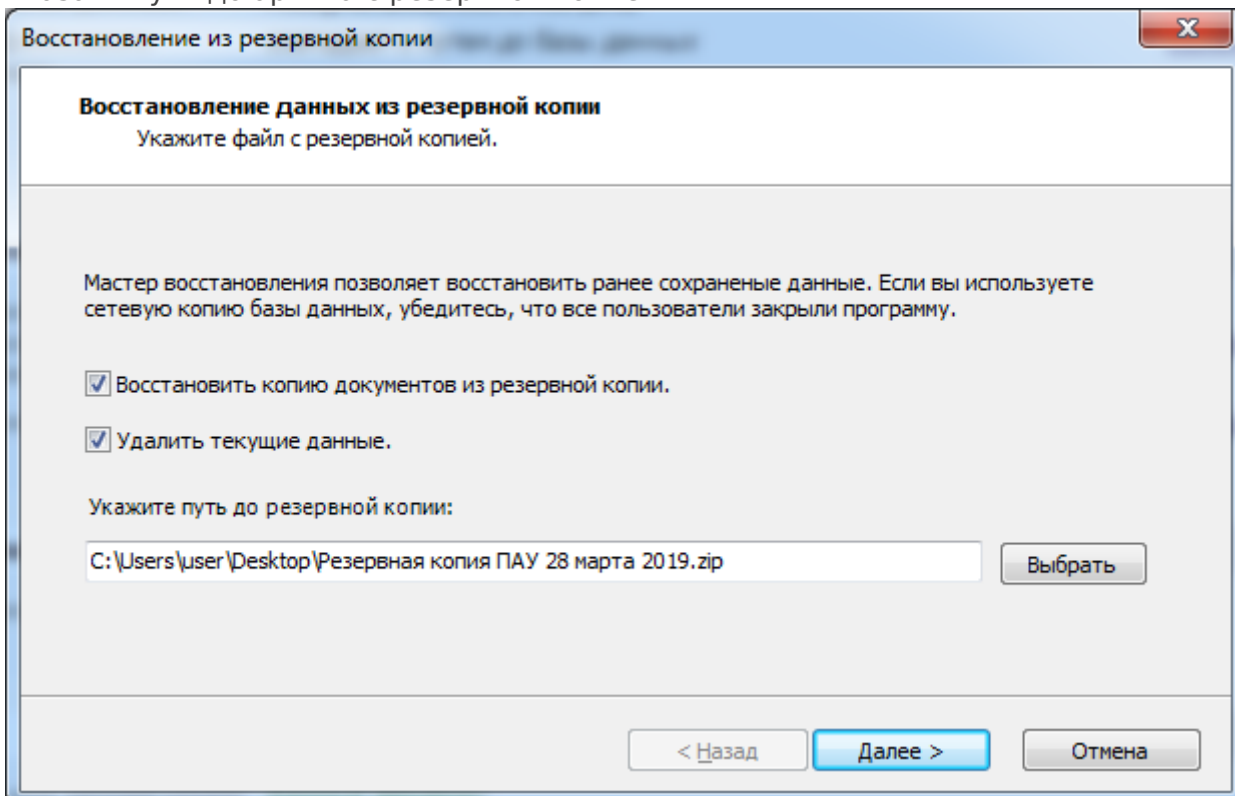 Восстановление из резервной копии
Восстановление данных из резервной копии
Укажите файл с резервной копией.
Мастер восстановления позволяет восстановить ранее сохраненые данные. Если вы используете
сетевую копию базы данных, убедитесь, что все пользователи закрыли программу.
Восстановить копию документов из резервной копии.
Удалить текущие данные.
Укажите путь до резервной копии:
C:\Users\user\Desktop\Резервная копия ПАУ 28 марта 2019.zip
Выбрать
< Назад
Далее >
Отмена